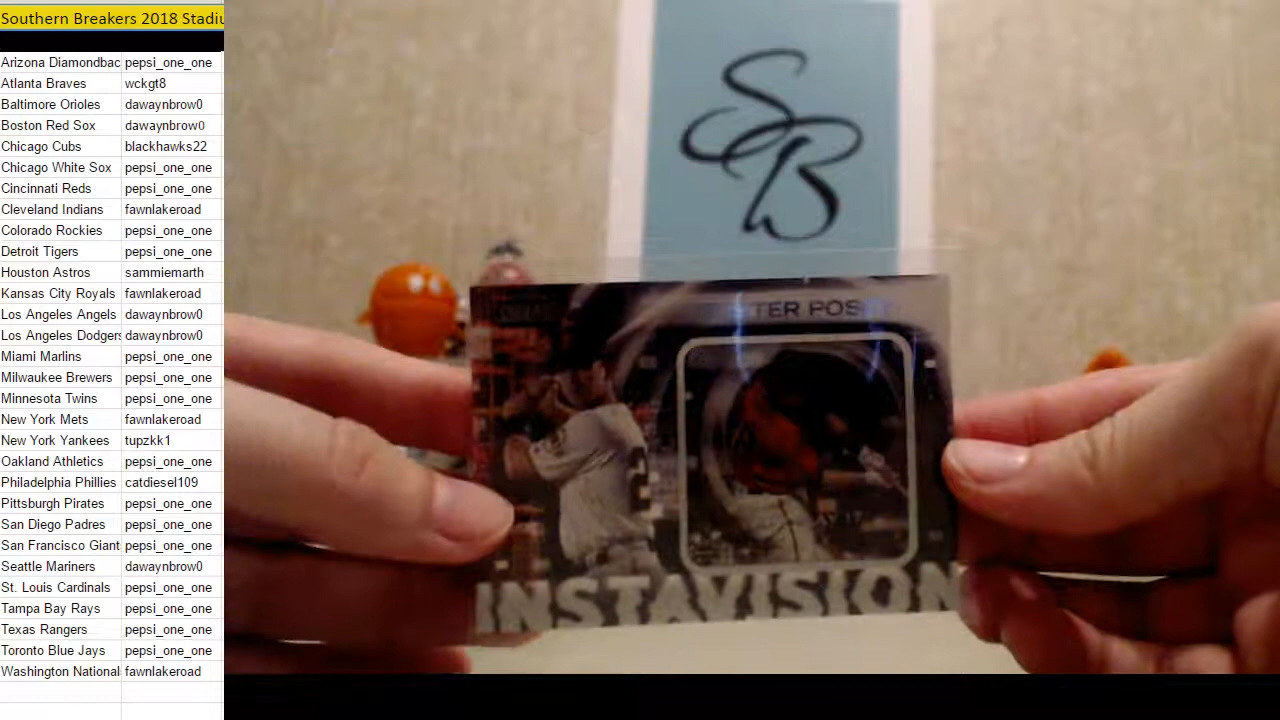 Southern Breakers 2018 Stadiu
Arizona Diamondbac pepsi_one_one
Atlanta Braves wckgt8
Baltimore Orioles dawaynbrow0
Boston Red Sox dawaynbrow0
Chicago Cubs blackhawks22
Chicago White Sox pepsi_one_one
Cincinnati Reds pepsi_one_one
Cleveland Indians fawnlakeroad
Colorado Rockies pepsi_one_one
Detroit Tigers pepsi_one_one
Houston Astros sammiemarth
Kansas City Royals fawnlakeroad
Los Angeles Angels dawaynbrow0
Los Angeles Dodgers dawaynbrow0
Miami Marlins pepsi_one_one
Milwaukee Brewers pepsi_one_one
Minnesota Twins pepsi_one_one
New York Mets fawnlakeroad
New York Yankees tupzkk1
Oakland Athletics pepsi_one_one
Philadelphia Phillies catdiesel109
Pittsburgh Pirates pepsi_one_one
San Diego Padres pepsi_one_one
San Francisco Giant pepsi_one_one
Seattle Mariners dawaynbrow0
St. Louis Cardinals pepsi_one_one
Tampa Bay Rays pepsi_one_one
Texas Rangers pepsi_one_one
Toronto Blue Jays pepsi_one_one
Washington National fawnlakeroad
SB
INSTAVISION